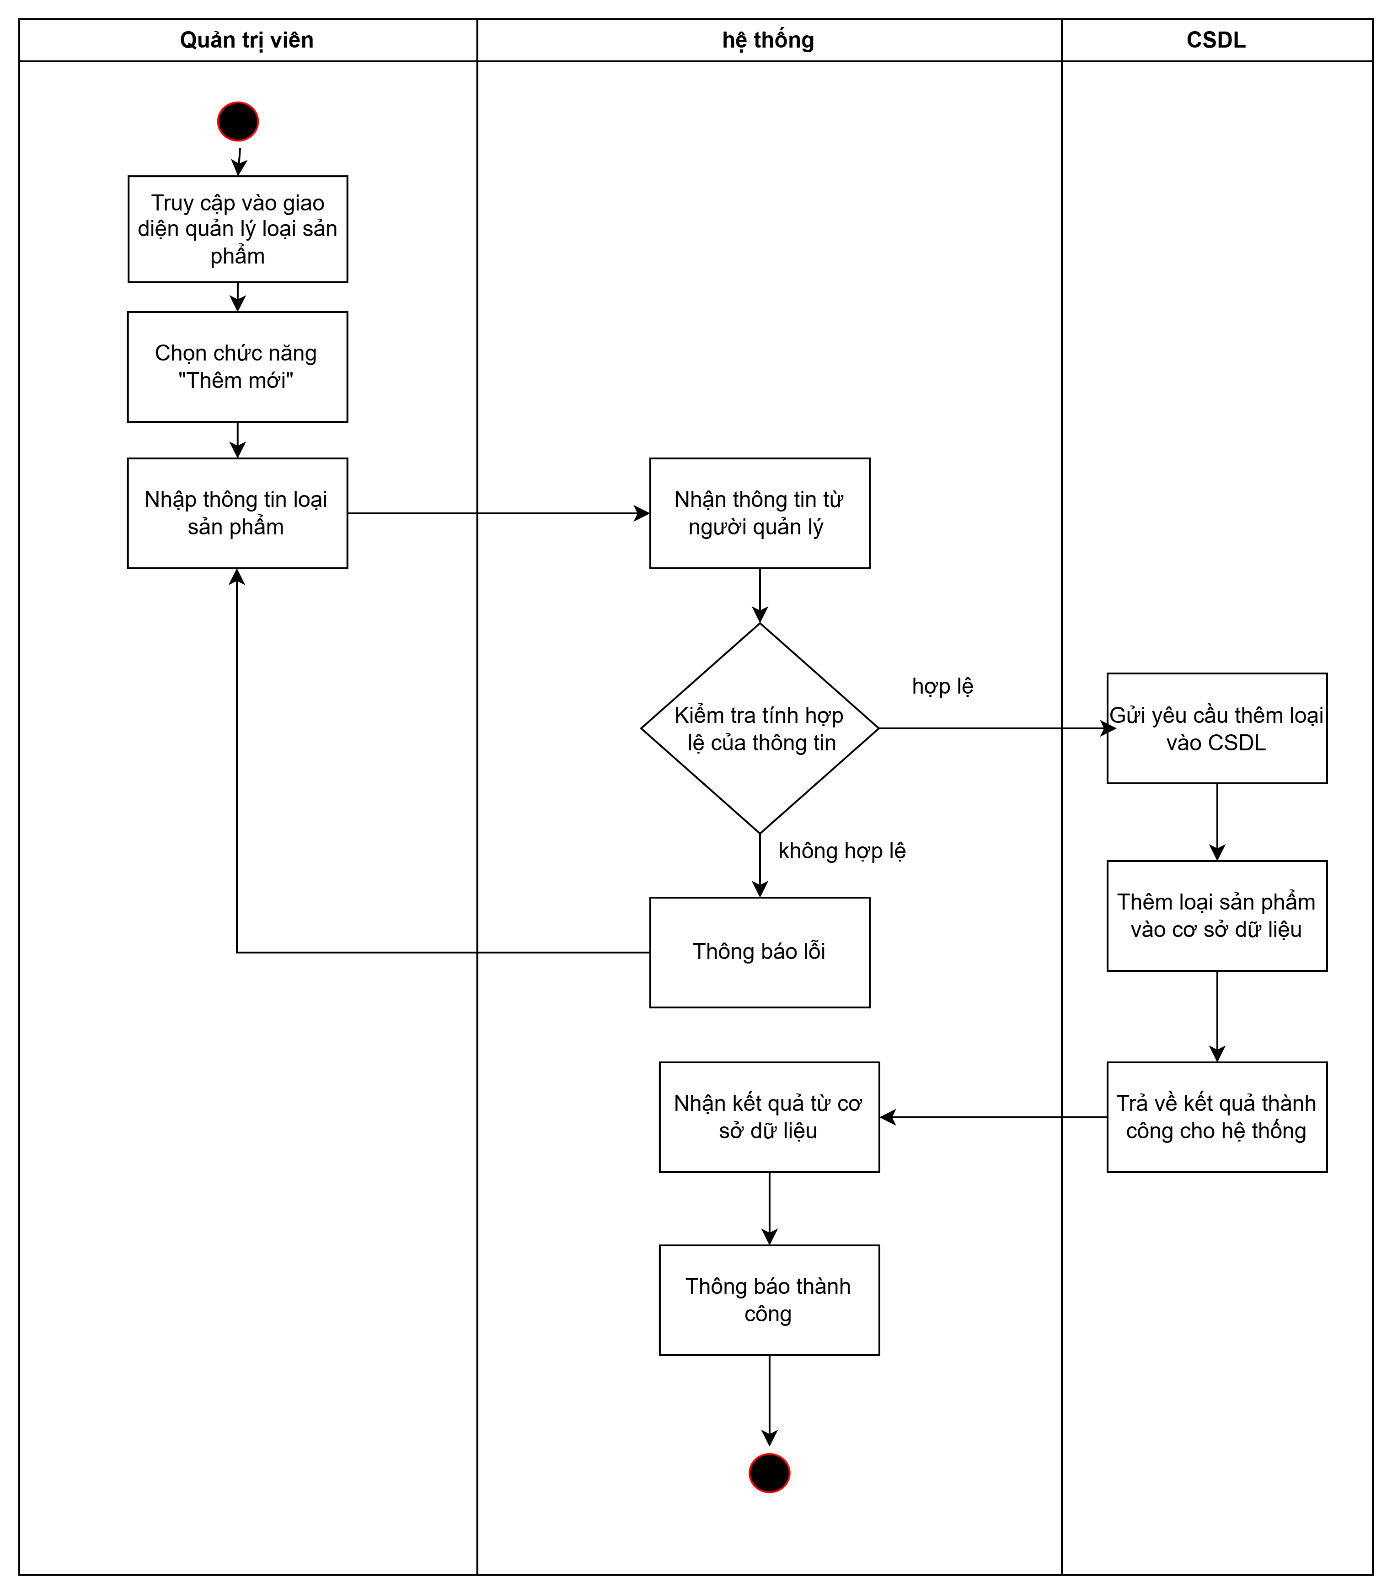 Quản trị viên
hệ thống
CSDL
Truy cập vào giao
diện quản lý loại sản
phẩm
Chọn chức năng
"Thêm mới"
Nhập thông tin loại
sản phẩm
Nhận thông tin từ
người quản lý
Kiểm tra tính hợp
lệ của thông tin
hợp lệ
Gửi yêu cầu thêm loại
vào CSDL
không hợp lệ
Thông báo lỗi
Thêm loại sản phẩm
vào cơ sở dữ liệu
Trả về kết quả thành
công cho hệ thống
Nhận kết quả từ cơ
sở dữ liệu
Thông báo thành
công